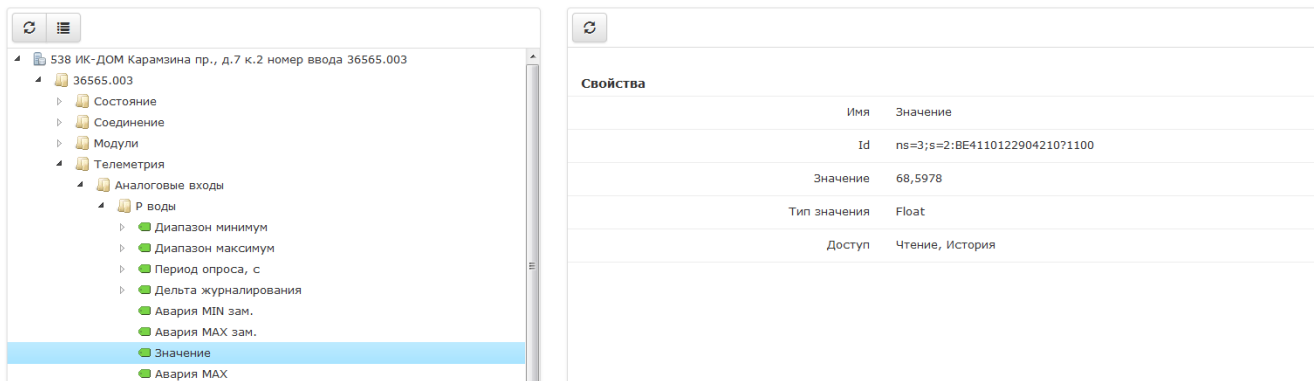 538 ИК-ДОМ Карамзина пр., д.7 к.2 номер ввода 36565.003
36565.003
Состояние
Соединение
Модули
Телеметрия
Аналоговые входы
Р воды
Диапазон минимум
Диапазон максимум
Период опроса, с
Дельта журналирования
Авария MIN зам.
Авария MAX зам.
Значение
Авария MAX
Свойства
Имя Значение
Id ns=3;s=2:BE4110122904210?1100
Значение 68,5978
Тип значения Float
Доступ Чтение, История